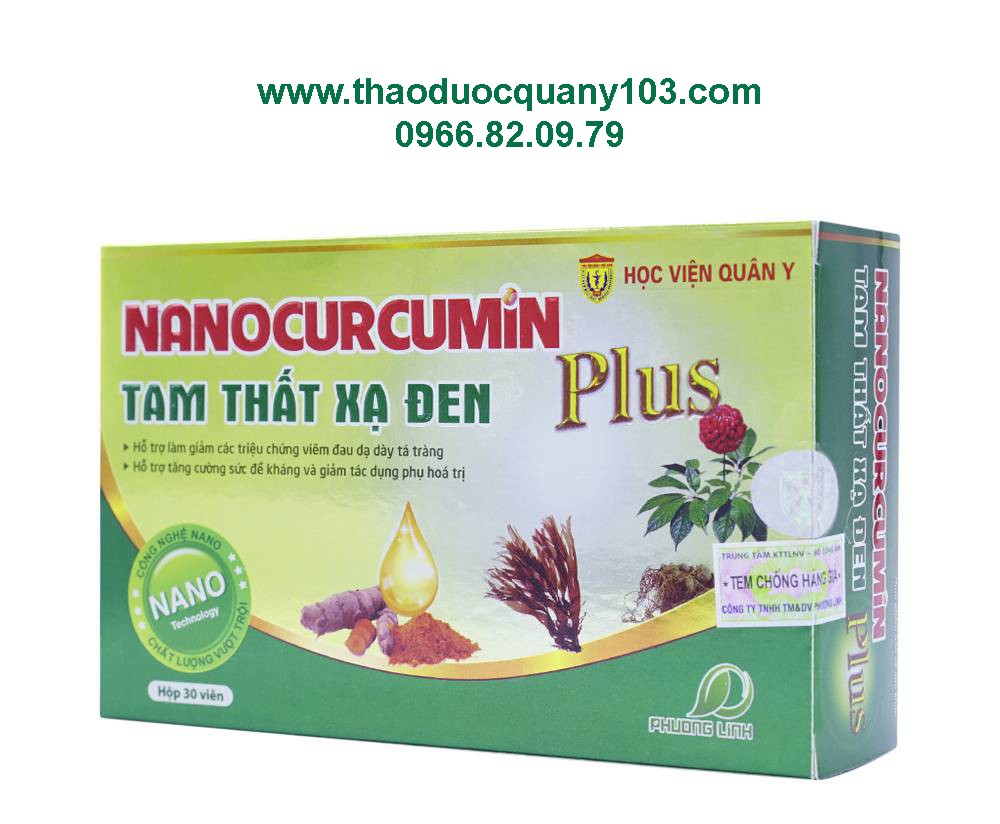 www.thaoduocquany103.com
0966.82.09.79
HỌC VIỆN QUÂN Y
NANOCURCUMIN
Plus
TAM THẤT XẠ ĐEN
Hỗ trợ làm giảm các triệu chứng viêm đau dạ dày tá tràng
Hỗ trợ tăng cường sức đề kháng và giảm tác dụng phụ hoá trị
CÔNG NGHỆ NANO
NANO
Technology
CHẤT LƯỢNG VƯỢT TRỘI
Hộp 30 viên
TRUNG TÂM KTTLNV -
TEM CHỐNG HÀNG GIẢ
CÔNG TY TNHH TM&DV PHƯƠNG LINH
PHUONG LINH
NANOCURCUMIN
TAM THẤT XẠ ĐEN
Plus